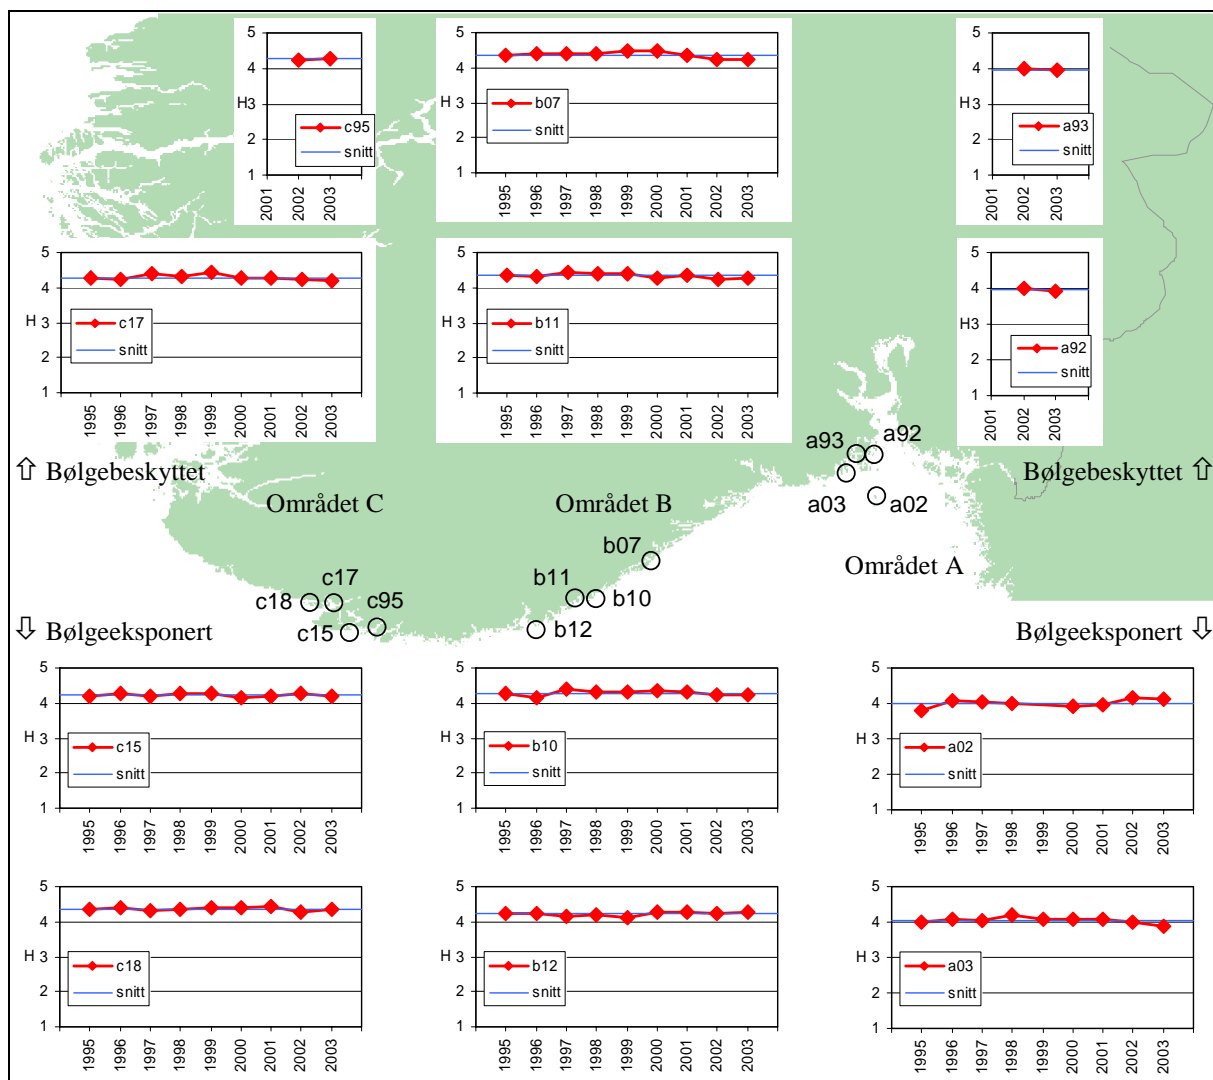 5
4
H3
2
1
c95
snitt
2001
2002
2003
5
4
H 3
2
1
b07
snitt
1995
1996
1997
1998
1999
2000
2001
2002
2003
5
4
H3
2
1
a93
snitt
2001
2002
2003
5
4
H 3
2
1
c17
snitt
1995
1996
1997
1998
1999
2000
2001
2002
2003
5
4
H 3
2
1
b11
snitt
1995
1996
1997
1998
1999
2000
2001
2002
2003
5
4
H3
2
1
a92
snitt
2001
2002
2003
⇧ Bølgebeskyttet
Bølgebeskyttet ⇧
Området C
Området B
Området A
a93
a92
a03
a02
b07
b11
b10
b12
c17
c18
c95
c15
⇩ Bølgeeksponert
Bølgeeksponert ⇩
5
4
H 3
2
1
c15
snitt
1995
1996
1997
1998
1999
2000
2001
2002
2003
5
4
H 3
2
1
b10
snitt
1995
1996
1997
1998
1999
2000
2001
2002
2003
5
4
H 3
2
1
a02
snitt
1995
1996
1997
1998
1999
2000
2001
2002
2003
5
4
H 3
2
1
c18
snitt
1995
1996
1997
1998
1999
2000
2001
2002
2003
5
4
H 3
2
1
b12
snitt
1995
1996
1997
1998
1999
2000
2001
2002
2003
5
4
H 3
2
1
a03
snitt
1995
1996
1997
1998
1999
2000
2001
2002
2003